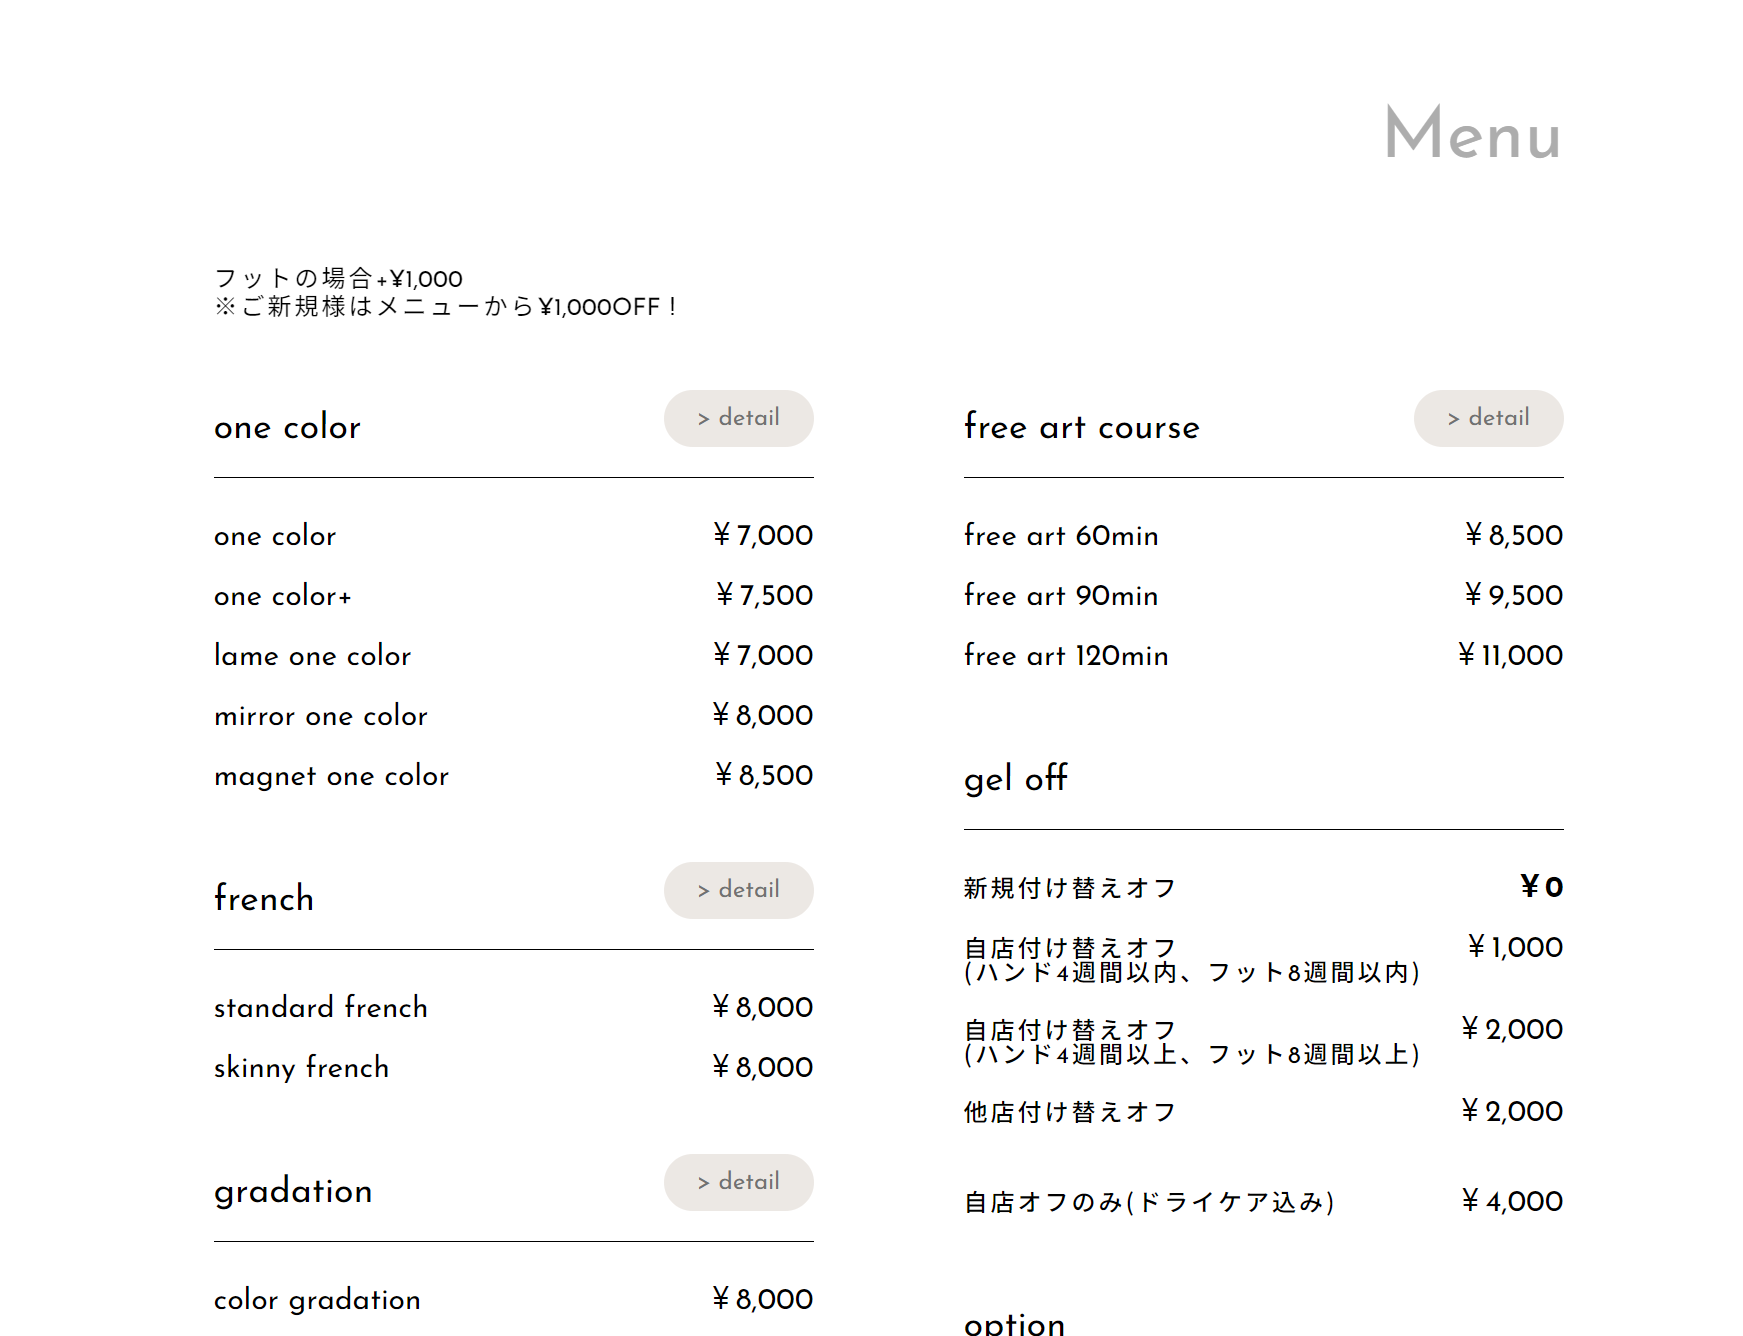 Menu
フットの場合+¥1,000
※ご新規様はメニューから¥1,000OFF！
one color
> detail
one color ￥7,000
one color+ ￥7,500
lame one color ￥7,000
mirror one color ￥8,000
magnet one color ￥8,500
french
> detail
standard french ￥8,000
skinny french ￥8,000
gradation
> detail
color gradation ￥8,000
free art course
> detail
free art 60min ￥8,500
free art 90min ￥9,500
free art 120min ￥11,000
gel off
新規付け替えオフ ￥0
自店付け替えオフ ￥1,000
(ハンド4週間以内、フット8週間以内)
自店付け替えオフ ￥2,000
(ハンド4週間以上、フット8週間以上)
他店付け替えオフ ￥2,000
自店オフのみ(ドライケア込み) ￥4,000
option